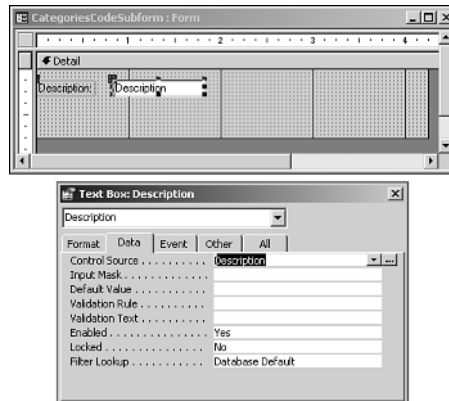 CategoriesCodeSubform : Form
1 2 3 4
Detail
Description: Description
Text Box: Description
Description
Format Data Event Other All
Control Source . . . . . . . . . . Description
Input Mask . . . . . . . . . . . . .
Default Value . . . . . . . . . . .
Validation Rule . . . . . . . . . .
Validation Text . . . . . . . . . .
Enabled . . . . . . . . . . . . . . . Yes
Locked . . . . . . . . . . . . . . . No
Filter Lookup . . . . . . . . . . . Database Default